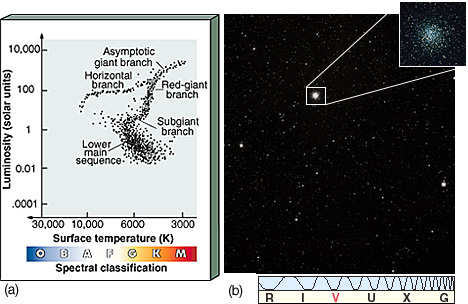 Asymptotic
giant branch
Horizontal
branch
Red-giant
branch
Subgiant
branch
Lower
main
sequence
Luminosity (solar units)
10,000
100
1
0.01
.0001
30,000 10,000 6000 3000
Surface temperature (K)
O B A F G K M
Spectral classification
(a)
(b)
R I V U X G